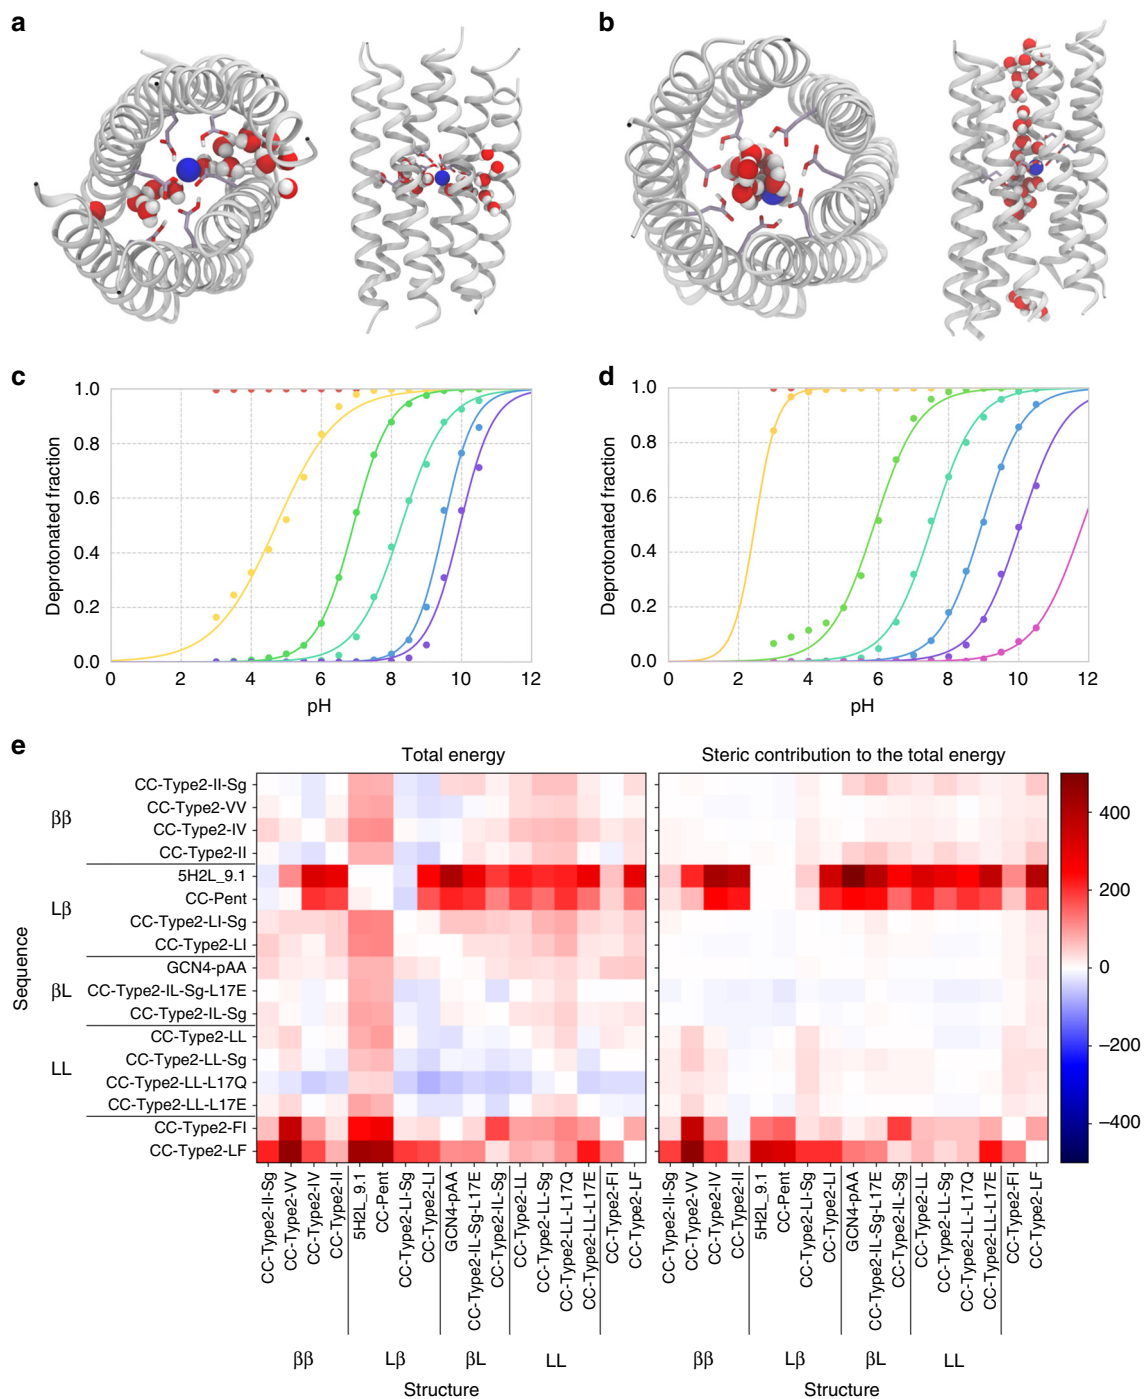 a
b
c
d
1.0
0.8
0.6
0.4
0.2
0.0
Deprotonated fraction
0 2 4 6 8 10 12
pH
1.0
0.8
0.6
0.4
0.2
0.0
Deprotonated fraction
0 2 4 6 8 10 12
pH
e
Total energy
Steric contribution to the total energy
Sequence
ββ
Lβ
βL
LL
CC-Type2-II-Sg
CC-Type2-VV
CC-Type2-IV
CC-Type2-II
5H2L_9.1
CC-Pent
CC-Type2-LI-Sg
CC-Type2-LI
GCN4-pAA
CC-Type2-IL-Sg-L17E
CC-Type2-IL-Sg
CC-Type2-LL
CC-Type2-LL-Sg
CC-Type2-LL-L17Q
CC-Type2-LL-L17E
CC-Type2-FI
CC-Type2-LF
400
200
0
−200
−400
CC-Type2-II-Sg
CC-Type2-VV
CC-Type2-IV
CC-Type2-II
5H2L_9.1
CC-Pent
CC-Type2-LI-Sg
CC-Type2-LI
GCN4-pAA
CC-Type2-IL-Sg-L17E
CC-Type2-IL-Sg
CC-Type2-LL
CC-Type2-LL-Sg
CC-Type2-LL-L17Q
CC-Type2-LL-L17E
CC-Type2-FI
CC-Type2-LF
ββ Lβ βL LL
Structure
CC-Type2-II-Sg
CC-Type2-VV
CC-Type2-IV
CC-Type2-II
5H2L_9.1
CC-Pent
CC-Type2-LI-Sg
CC-Type2-LI
GCN4-pAA
CC-Type2-IL-Sg-L17E
CC-Type2-IL-Sg
CC-Type2-LL
CC-Type2-LL-Sg
CC-Type2-LL-L17Q
CC-Type2-LL-L17E
CC-Type2-FI
CC-Type2-LF
ββ Lβ βL LL
Structure